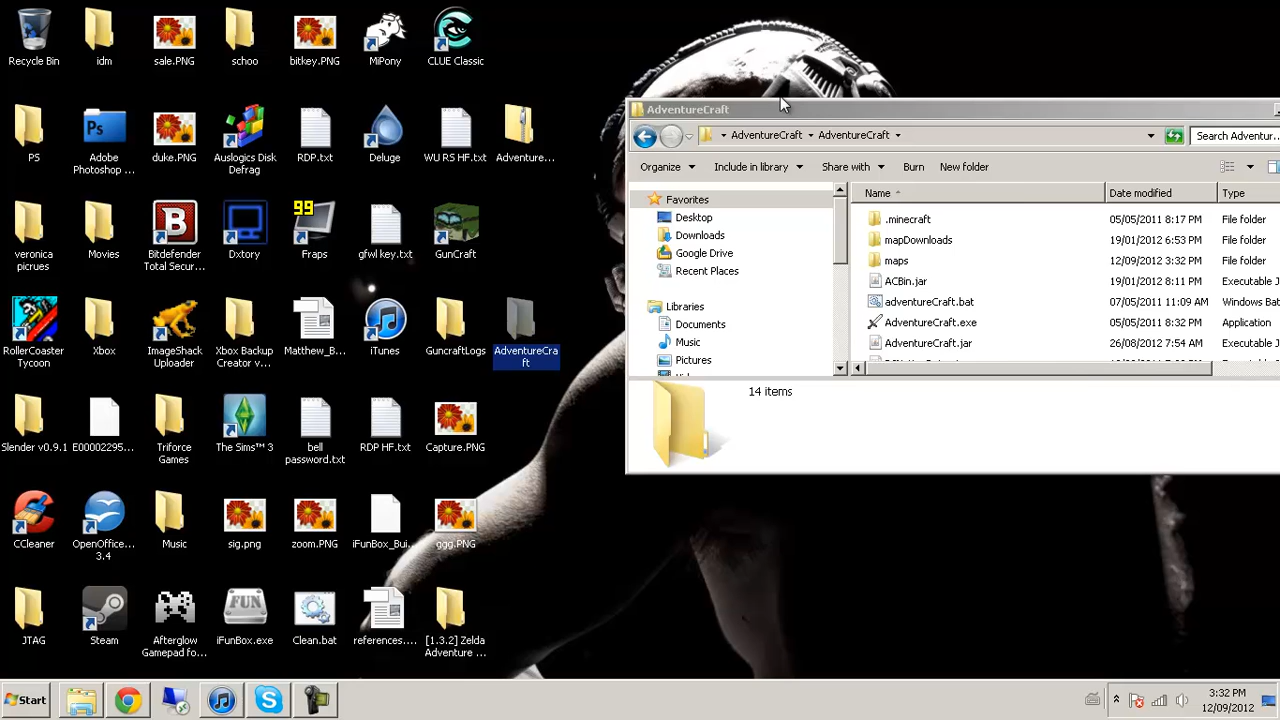 Recycle Bin
fdm
sale.PNG
schoo
bitkey.PNG
MiPony
CLUE Classic
PS
Adobe
Photoshop ...
duke.PNG
Auslogics Disk
Defrag
RDP.txt
Deluge
WU RS HF.txt
Adventure...
veronica
picrues
Movies
Bitdefender
Total Secur...
Dxtory
99
Fraps
gfwl key.txt
GunCraft
RollerCoaster
Tycoon
Xbox
ImageShack
Uploader
Xbox Backup
Creator v...
Matthew_B...
iTunes
GuncraftLogs
AdventureCra
ft
Slender v0.9.1
E00002295...
Triforce
Games
The Sims™ 3
bell
password.txt
RDP HF.txt
Capture.PNG
CCleaner
OpenOffice...
3.4
Music
sig.png
zoom.PNG
iFunBox_Bui...
ggg.PNG
JTAG
Steam
Afterglow
Gamepad fo...
FUN
iFunBox.exe
Clean.bat
references....
[1.3.2] Zelda
Adventure ...
AdventureCraft
AdventureCraft
AdventureCraft
Search Adventur...
Organize
Include in library
Share with
Burn
New folder
Favorites
Desktop
Downloads
Google Drive
Recent Places
Libraries
Documents
Music
Pictures
Name
Date modified
Type
.minecraft
05/05/2011 8:17 PM
File folder
mapDownloads
19/01/2012 6:53 PM
File folder
maps
12/09/2012 3:32 PM
File folder
ACBin.jar
19/01/2012 8:11 PM
Executable J
adventureCraft.bat
07/05/2011 11:09 AM
Windows Bat
AdventureCraft.exe
05/05/2011 8:32 PM
Application
AdventureCraft.jar
26/08/2012 7:54 AM
Executable J
14 items
Start
3:32 PM
12/09/2012